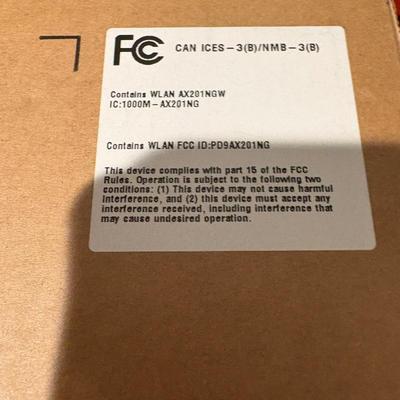 FC CAN ICES-3(B)/NMB-3(B)
Contains WLAN AX201NGW
IC:1000M-AX201NG
Contains WLAN FCC ID:PD9AX201NG
This device complies with part 15 of the FCC
Rules. Operation is subject to the following two
conditions: (1) This device may not cause harmful
interference, and (2) this device must accept any
interference received, including interference that
may cause undesired operation.